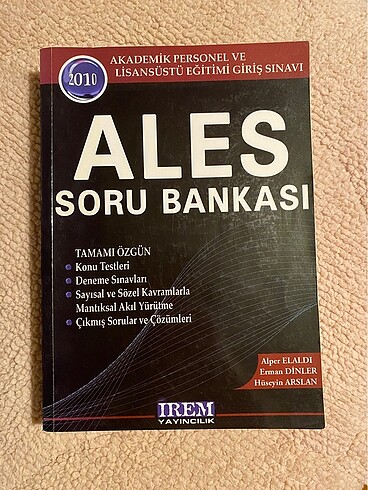 2010
AKADEMİK PERSONEL VE
LİSANSÜSTÜ EĞİTİMİ GİRİŞ SINAVI
ALES
SORU BANKASI
TAMAMI ÖZGÜN
Konu Testleri
Deneme Sınavları
Sayısal ve Sözel Kavramlarla
Mantıksal Akıl Yürütme
Çıkmış Sorular ve Çözümleri
Alper ELALDI
Erman DİNLER
Hüseyin ARSLAN
İREM
YAYINCILIK